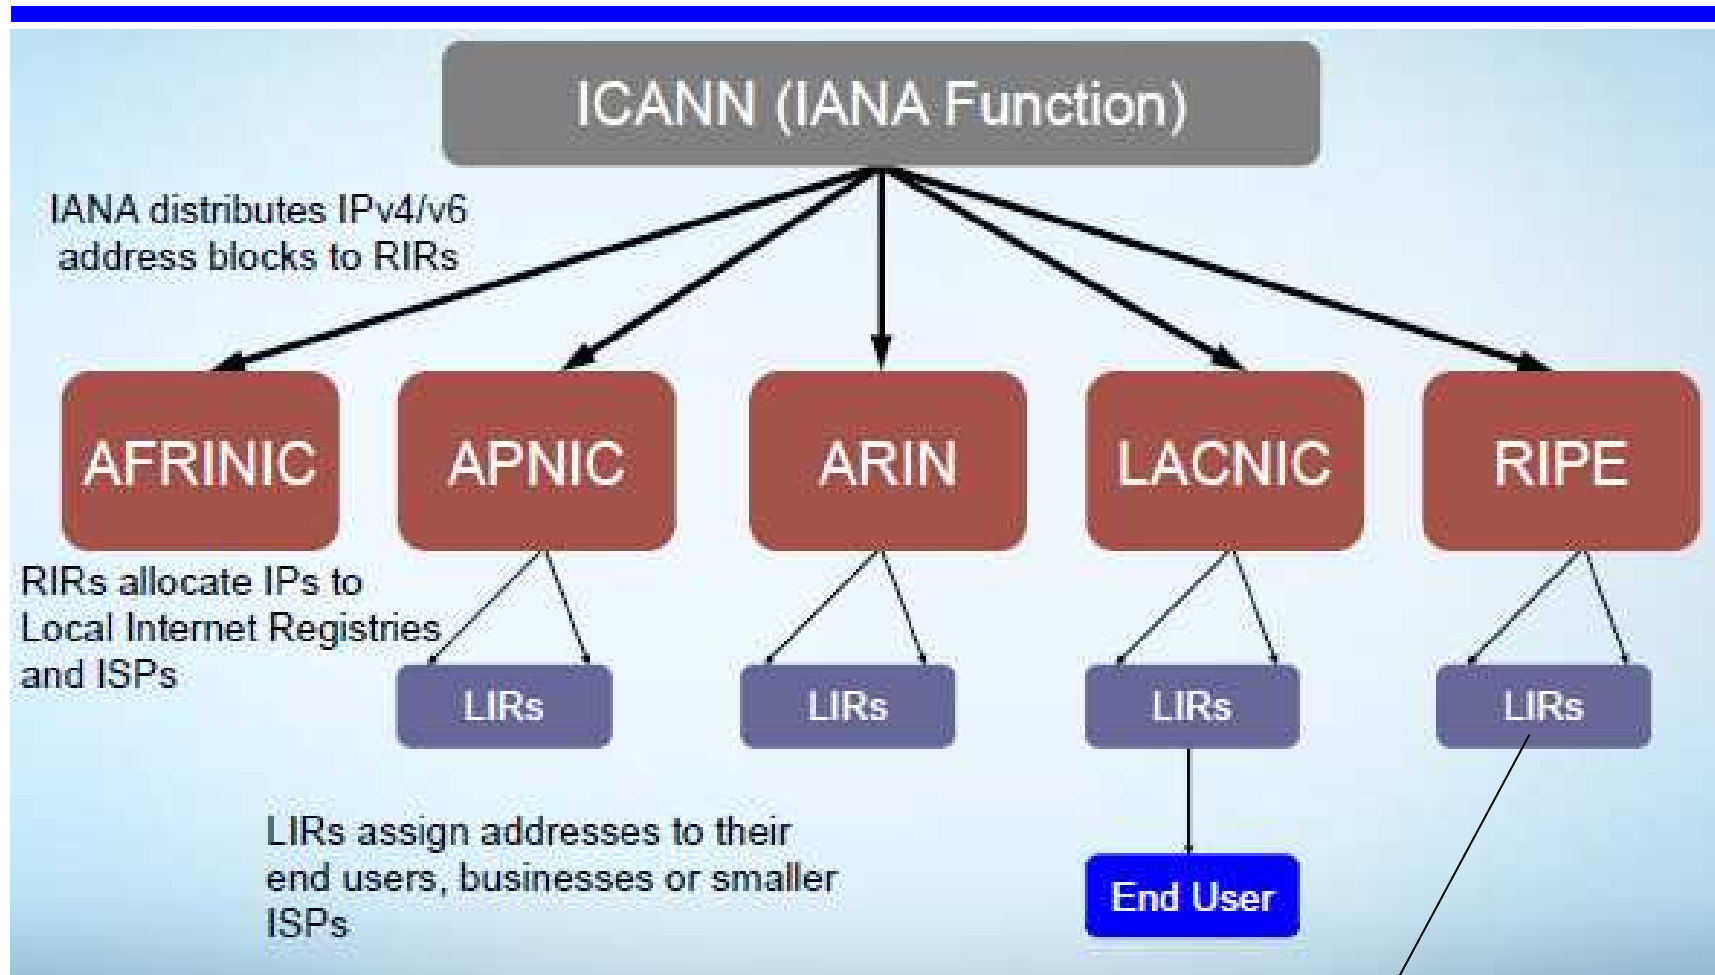 ICANN (IANA Function)
IANA distributes IPv4/v6
address blocks to RIRs
AFRINIC
APNIC
ARIN
LACNIC
RIPE
RIRs allocate IPs to
Local Internet Registries
and ISPs
LIRs
LIRs
LIRs
LIRs
LIRs assign addresses to their
end users, businesses or smaller
ISPs
End User